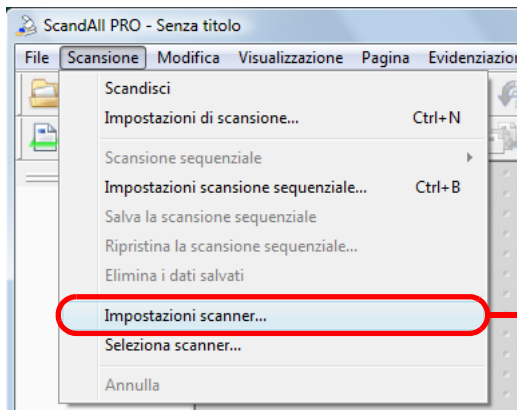 ScandAll PRO - Senza titolo
File Scansione Modifica Visualizzazione Pagina
Scandisci
Impostazioni di scansione... Ctrl+N
Scansione sequenziale
Impostazioni scansione sequenziale... Ctrl+B
Salva la scansione sequenziale
Ripristina la scansione sequenziale...
Elimina i dati salvati
Impostazioni scanner...
Seleziona scanner...
Annulla